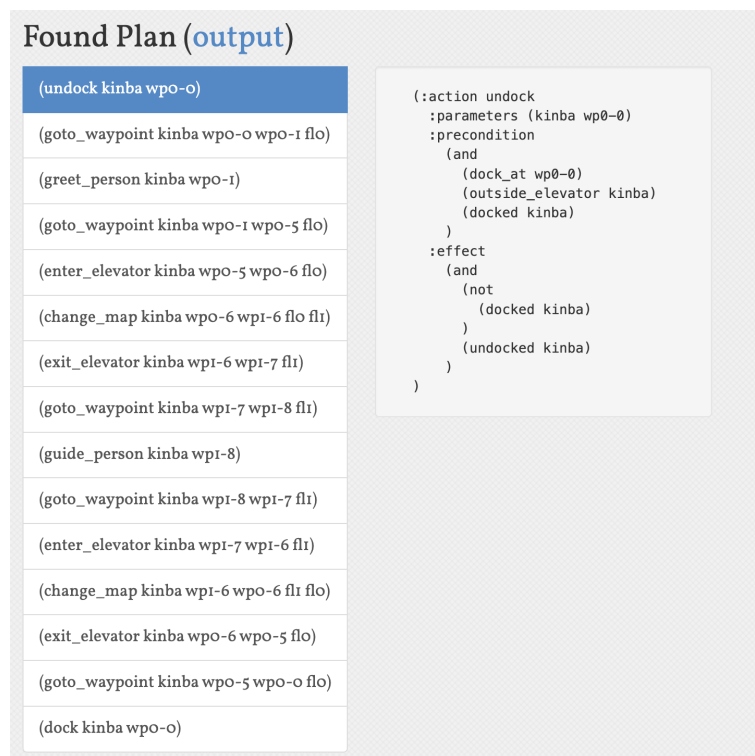 Found Plan (output)
(undock kinba wp0-0)
(goto_waypoint kinba wp0-0 wp0-1 fl0)
(greet_person kinba wp0-1)
(goto_waypoint kinba wp0-1 wp0-5 fl0)
(enter_elevator kinba wp0-5 wp0-6 fl0)
(change_map kinba wp0-6 wp1-6 fl0 fl1)
(exit_elevator kinba wp1-6 wp1-7 fl1)
(goto_waypoint kinba wp1-7 wp1-8 fl1)
(guide_person kinba wp1-8)
(goto_waypoint kinba wp1-8 wp1-7 fl1)
(enter_elevator kinba wp1-7 wp1-6 fl1)
(change_map kinba wp1-6 wp0-6 fl1 fl0)
(exit_elevator kinba wp0-6 wp0-5 fl0)
(goto_waypoint kinba wp0-5 wp0-0 fl0)
(dock kinba wp0-0)
(:action undock
  :parameters (kinba wp0-0)
  :precondition
    (and
      (dock_at wp0-0)
      (outside_elevator kinba)
      (docked kinba)
    )
  :effect
    (and
      (not
        (docked kinba)
      )
      (undocked kinba)
    )
)